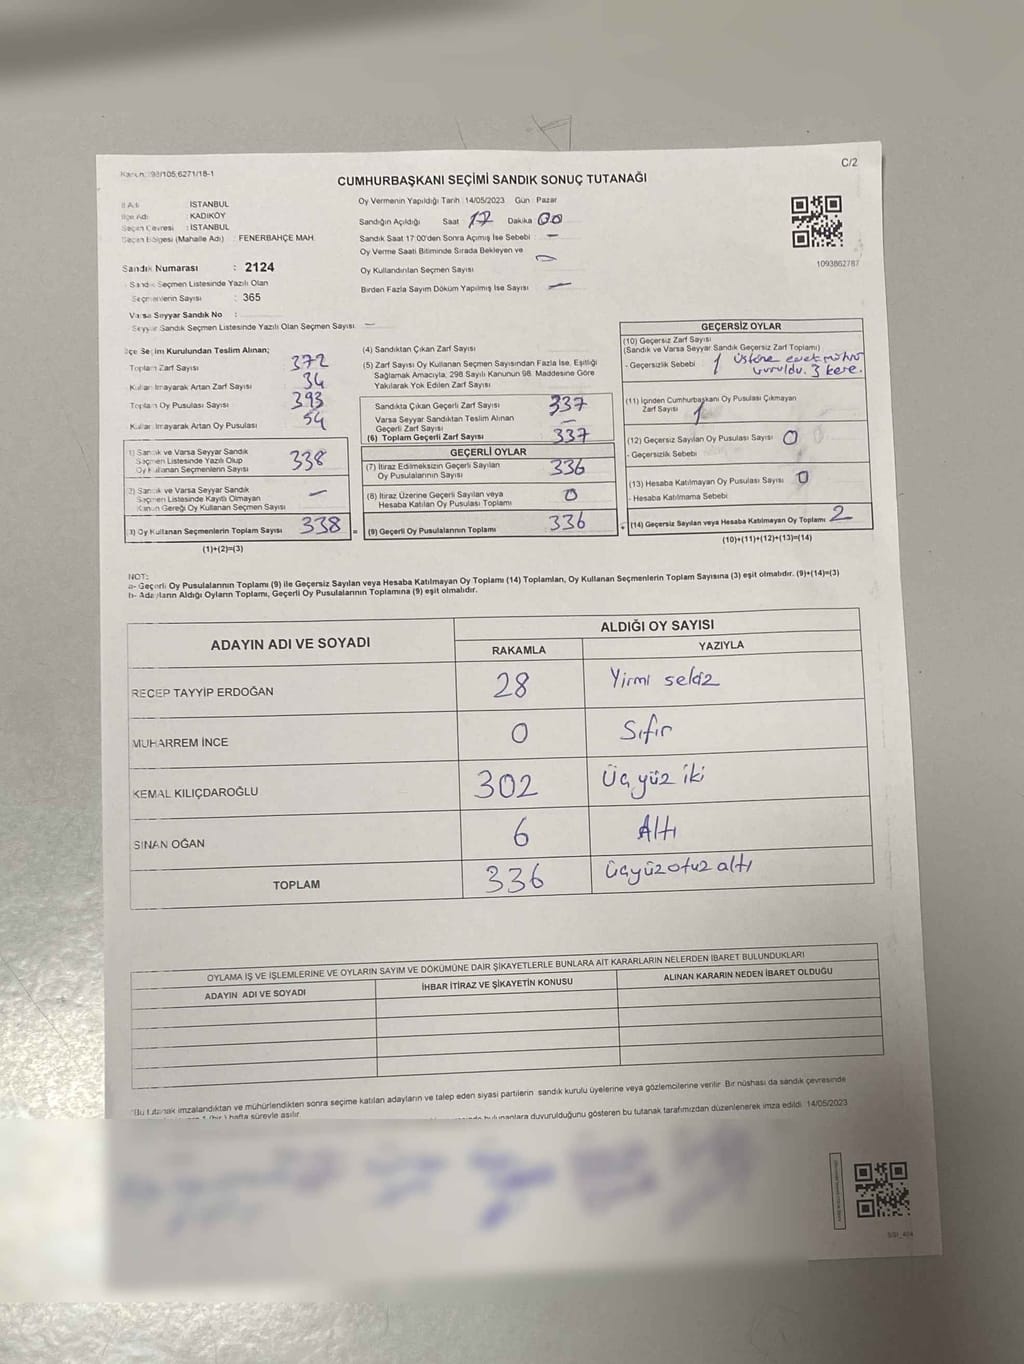 C/2
CUMHURBAŞKANI SEÇİMİ SANDIK SONUÇ TUTANAĞI
İl Adı : İSTANBUL
İlçe Adı : KADIKÖY
Seçim Çevresi : İSTANBUL
Seçim Bölgesi (Mahalle Adı) : FENERBAHÇE MAH.
Sandık Numarası : 2124
Sandık Seçmen Listesinde Yazılı Olan
Seçmenlerin Sayısı : 365
Varsa Seyyar Sandık No :
Seyyar Sandık Seçmen Listesinde Yazılı Olan Seçmen Sayısı: —
Oy Vermenin Yapıldığı Tarih :14/05/2023 Gün : Pazar
Sandığın Açıldığı Saat 17 Dakika 00
Sandık Saat 17:00'den Sonra Açımış İse Sebebi : —
Oy Verme Saati Bitiminde Sırada Bekleyen ve
Oy Kullandırılan Seçmen Sayısı
Birden Fazla Sayım Döküm Yapılmış İse Sayısı : —
1093862787
İlçe Seçim Kurulundan Teslim Alınan;
Toplam Zarf Sayısı 372
Kullanılmayarak Artan Zarf Sayısı 34
Toplam Oy Pusulası Sayısı 393
Kullanılmayarak Artan Oy Pusulası 54
1) Sandık ve Varsa Seyyar Sandık
Seçmen Listesinde Yazılı Olup
Oy Kullanan Seçmenlerin Sayısı 338
2) Sandık ve Varsa Seyyar Sandık
Seçmen Listesinde Kayıtlı Olmayan
Kanun Gereği Oy Kullanan Seçmen Sayısı —
3) Oy Kullanan Seçmenlerin Toplam Sayısı 338 =
(1)+(2)=(3)
(4) Sandıktan Çıkan Zarf Sayısı
(5) Zarf Sayısı Oy Kullanan Seçmen Sayısından Fazla İse, Eşitliği
Sağlamak Amacıyla, 298 Sayılı Kanunun 98. Maddesine Göre
Yakılarak Yok Edilen Zarf Sayısı
Sandıkta Çıkan Geçerli Zarf Sayısı 337
Varsa Seyyar Sandıktan Teslim Alınan
Geçerli Zarf Sayısı —
(6) Toplam Geçerli Zarf Sayısı 337
GEÇERLİ OYLAR
(7) İtiraz Edilmeksizin Geçerli Sayılan
Oy Pusulalarının Sayısı 336
(8) İtiraz Üzerine Geçerli Sayılan veya
Hesaba Katılan Oy Pusulası Toplamı 0
(9) Geçerli Oy Pusulalarının Toplamı 336 +
GEÇERSİZ OYLAR
(10) Geçersiz Zarf Sayısı
(Sandık ve Varsa Seyyar Sandık Geçersiz Zarf Toplamı)
- Geçersizlik Sebebi 1 üstüne evet mührü
vuruldu. 3 kere.
(11) İçinden Cumhurbaşkanı Oy Pusulası Çıkmayan
Zarf Sayısı 1
(12) Geçersiz Sayılan Oy Pusulası Sayısı 0
- Geçersizlik Sebebi
(13) Hesaba Katılmayan Oy Pusulası Sayısı 0
- Hesaba Katılmama Sebebi
(14) Geçersiz Sayılan veya Hesaba Katılmayan Oy Toplamı 2
(10)+(11)+(12)+(13)=(14)
NOT:
a- Geçerli Oy Pusulalarının Toplamı (9) ile Geçersiz Sayılan veya Hesaba Katılmayan Oy Toplamı (14) Toplamları, Oy Kullanan Seçmenlerin Toplam Sayısına (3) eşit olmalıdır. (9)+(14)=(3)
b- Adayların Aldığı Oyların Toplamı, Geçerli Oy Pusulalarının Toplamına (9) eşit olmalıdır.
ADAYIN ADI VE SOYADI
ALDIĞI OY SAYISI
RAKAMLA YAZIYLA
RECEP TAYYİP ERDOĞAN 28 Yirmi sekiz
MUHARREM İNCE 0 Sıfır
KEMAL KILIÇDAROĞLU 302 Üç yüz iki
SİNAN OĞAN 6 Altı
TOPLAM 336 üçyüzotuz altı
OYLAMA İŞ VE İŞLEMLERİNE VE OYLARIN SAYIM VE DÖKÜMÜNE DAİR ŞİKAYETLERLE BUNLARA AİT KARARLARIN NELERDEN İBARET BULUNDUKLARI
ADAYIN ADI VE SOYADI İHBAR İTİRAZ VE ŞİKAYETİN KONUSU ALINAN KARARIN NEDEN İBARET OLDUĞU
*Bu tutanak imzalandıktan ve mühürlendikten sonra seçime katılan adayların ve talep eden siyasi partilerin sandık kurulu üyelerine veya gözlemcilerine verilir. Bir nüshası da sandık çevresinde
1 (bir) hafta süreyle asılır.
bulunanlara duyurulduğunu gösteren bu tutanak tarafımızdan düzenlenerek imza edildi. 14/05/2023